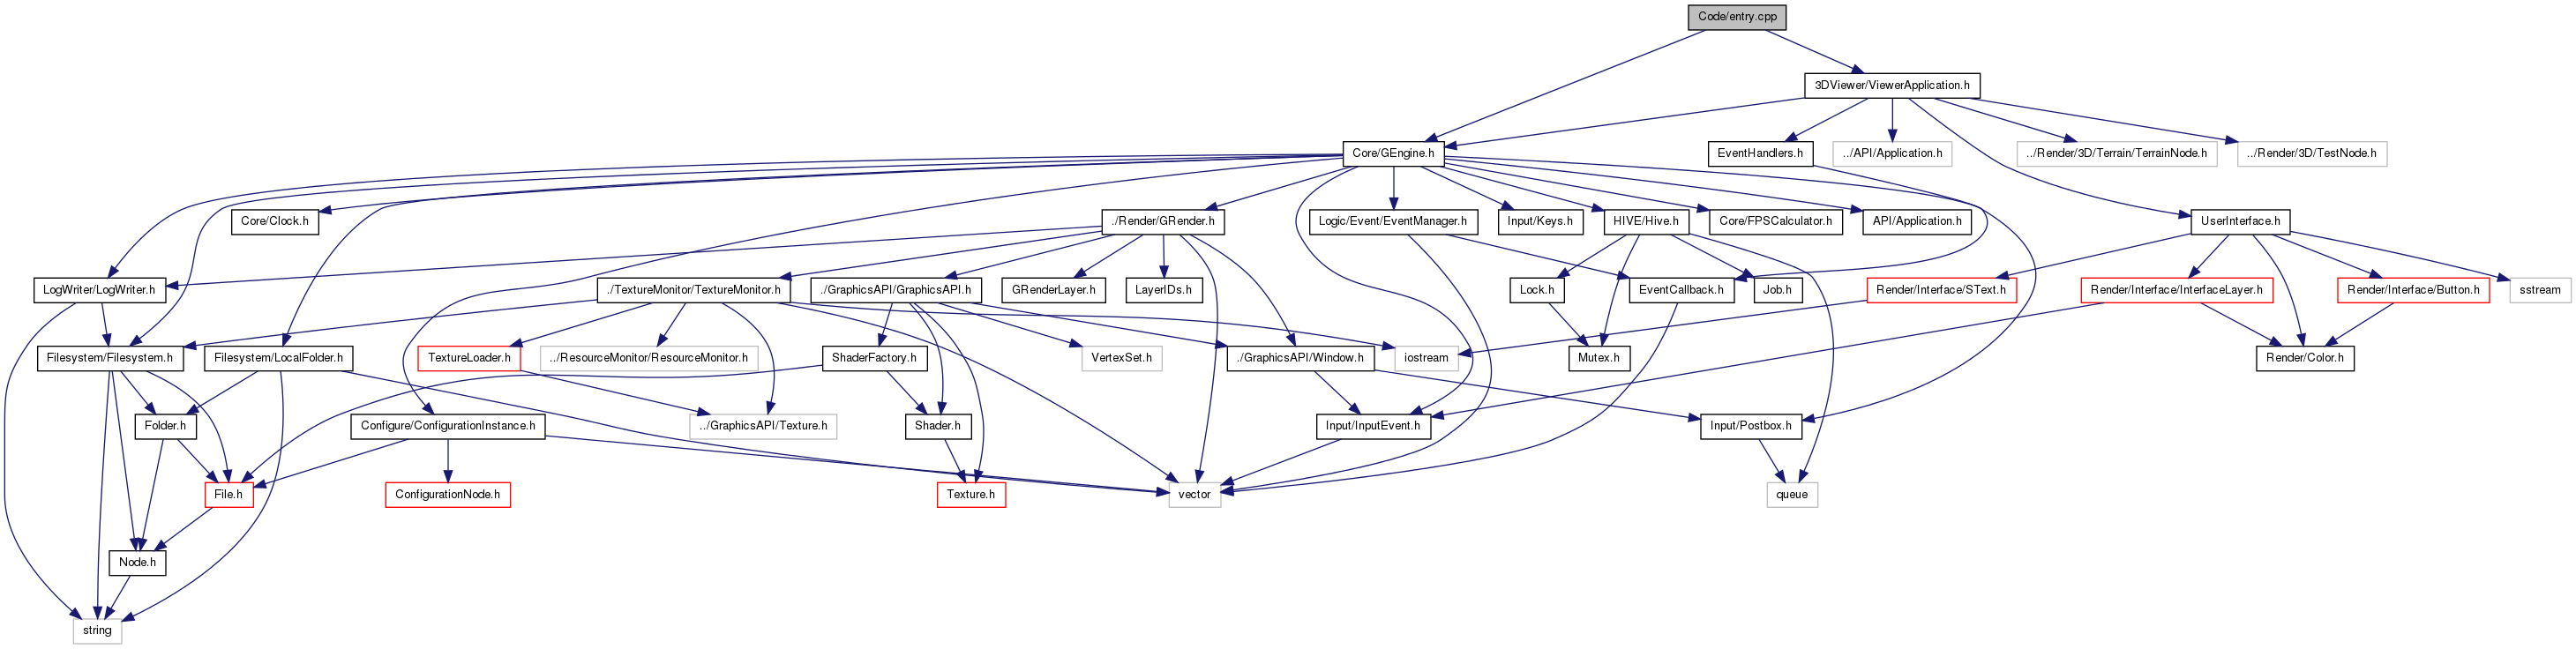 Code/entry.cpp
3DViewer/ViewerApplication.h
Core/GEngine.h
EventHandlers.h
../API/Application.h
../Render/3D/Terrain/TerrainNode.h
../Render/3D/TestNode.h
Core/Clock.h
./Render/GRender.h
Logic/Event/EventManager.h
Input/Keys.h
HIVE/Hive.h
Core/FPSCalculator.h
API/Application.h
UserInterface.h
LogWriter/LogWriter.h
./TextureMonitor/TextureMonitor.h
./GraphicsAPI/GraphicsAPI.h
GRenderLayer.h
LayerIDs.h
Lock.h
EventCallback.h
Job.h
Render/Interface/SText.h
Render/Interface/InterfaceLayer.h
Render/Interface/Button.h
sstream
Filesystem/Filesystem.h
Filesystem/LocalFolder.h
TextureLoader.h
../ResourceMonitor/ResourceMonitor.h
ShaderFactory.h
VertexSet.h
./GraphicsAPI/Window.h
iostream
Mutex.h
Render/Color.h
Folder.h
Configure/ConfigurationInstance.h
../GraphicsAPI/Texture.h
Shader.h
Input/InputEvent.h
Input/Postbox.h
File.h
ConfigurationNode.h
Texture.h
vector
queue
Node.h
string